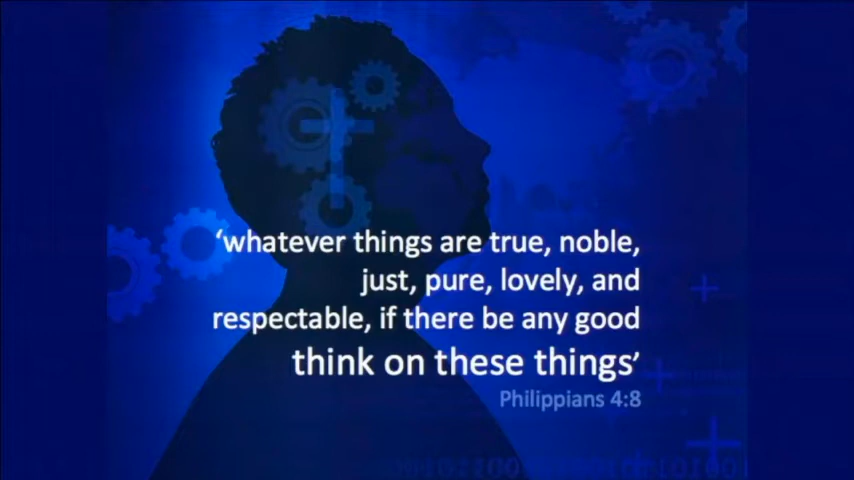 ‘whatever things are true, noble,
just, pure, lovely, and
respectable, if there be any good
think on these things’
Philippians 4:8